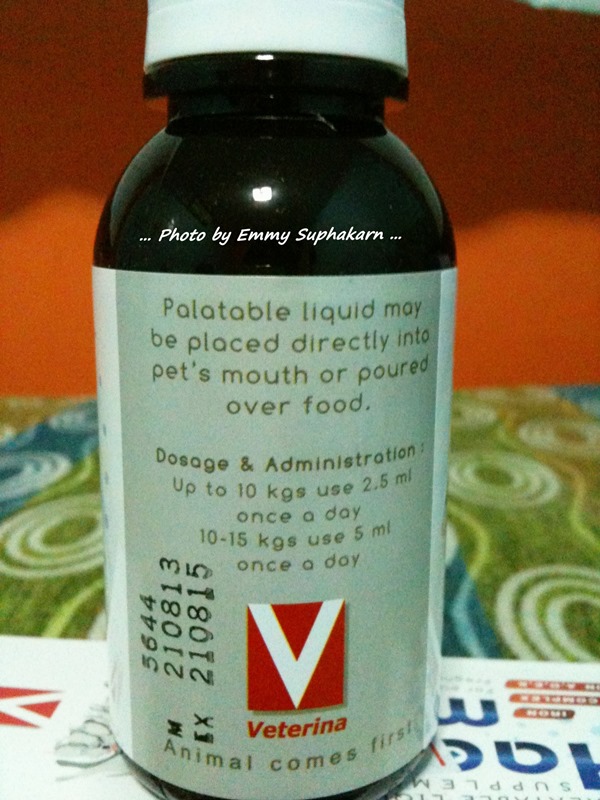 ... Photo by Emmy Suphakarn ...
Palatable liquid may
be placed directly into
pet's mouth or poured
over food.
Dosage & Administration :
Up to 10 kgs use 2.5 ml
once a day
10-15 kgs use 5 ml
once a day
5644
M 210813
EX 210815
V
Veterina
Animal comes first
IRON
COMPLEX